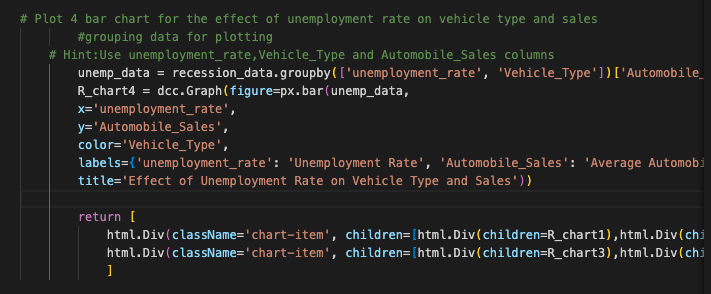 # Plot 4 bar chart for the effect of unemployment rate on vehicle type and sales
#grouping data for plotting
# Hint:Use unemployment_rate,Vehicle_Type and Automobile_Sales columns
unemp_data = recession_data.groupby(['unemployment_rate', 'Vehicle_Type'])['Automobile_
R_chart4 = dcc.Graph(figure=px.bar(unemp_data,
x='unemployment_rate',
y='Automobile_Sales',
color='Vehicle_Type',
labels={'unemployment_rate': 'Unemployment Rate', 'Automobile_Sales': 'Average Automobi
title='Effect of Unemployment Rate on Vehicle Type and Sales'))
return [
html.Div(className='chart-item', children=[html.Div(children=R_chart1),html.Div(chi
html.Div(className='chart-item', children=[html.Div(children=R_chart3),html.Div(chi
]